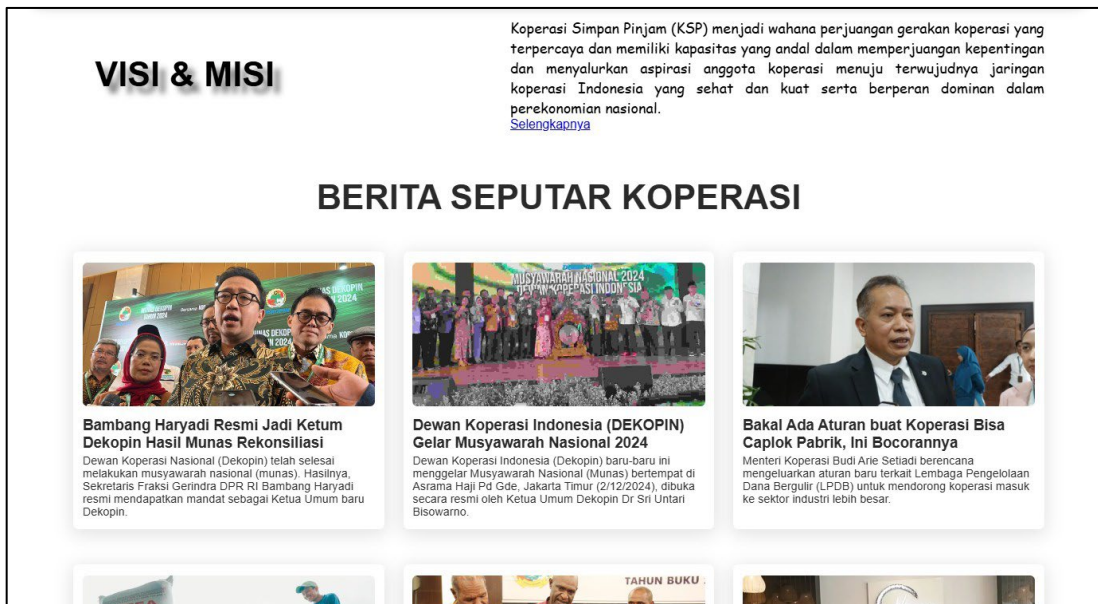 VISI & MISI
Koperasi Simpan Pinjam (KSP) menjadi wahana perjuangan gerakan koperasi yang
terpercaya dan memiliki kapasitas yang andal dalam memperjuangan kepentingan
dan menyalurkan aspirasi anggota koperasi menuju terwujudnya jaringan
koperasi Indonesia yang sehat dan kuat serta berperan dominan dalam
perekonomian nasional.
Selengkapnya
BERITA SEPUTAR KOPERASI
MUSYAWARAH NASIONAL 2024
DEWAN KOPERASI INDONESIA
Bambang Haryadi Resmi Jadi Ketum
Dekopin Hasil Munas Rekonsiliasi
Dewan Koperasi Nasional (Dekopin) telah selesai
melakukan musyawarah nasional (munas). Hasilnya,
Sekretaris Fraksi Gerindra DPR RI Bambang Haryadi
resmi mendapatkan mandat sebagai Ketua Umum baru
Dekopin.
Dewan Koperasi Indonesia (DEKOPIN)
Gelar Musyawarah Nasional 2024
Dewan Koperasi Indonesia (Dekopin) baru-baru ini
menggelar Musyawarah Nasional (Munas) bertempat di
Asrama Haji Pd Gde, Jakarta Timur (2/12/2024), dibuka
secara resmi oleh Ketua Umum Dekopin Dr Sri Untari
Bisowarno.
Bakal Ada Aturan buat Koperasi Bisa
Caplok Pabrik, Ini Bocorannya
Menteri Koperasi Budi Arie Setiadi berencana
mengeluarkan aturan baru terkait Lembaga Pengelolaan
Dana Bergulir (LPDB) untuk mendorong koperasi masuk
ke sektor industri lebih besar.
TAHUN BUKU